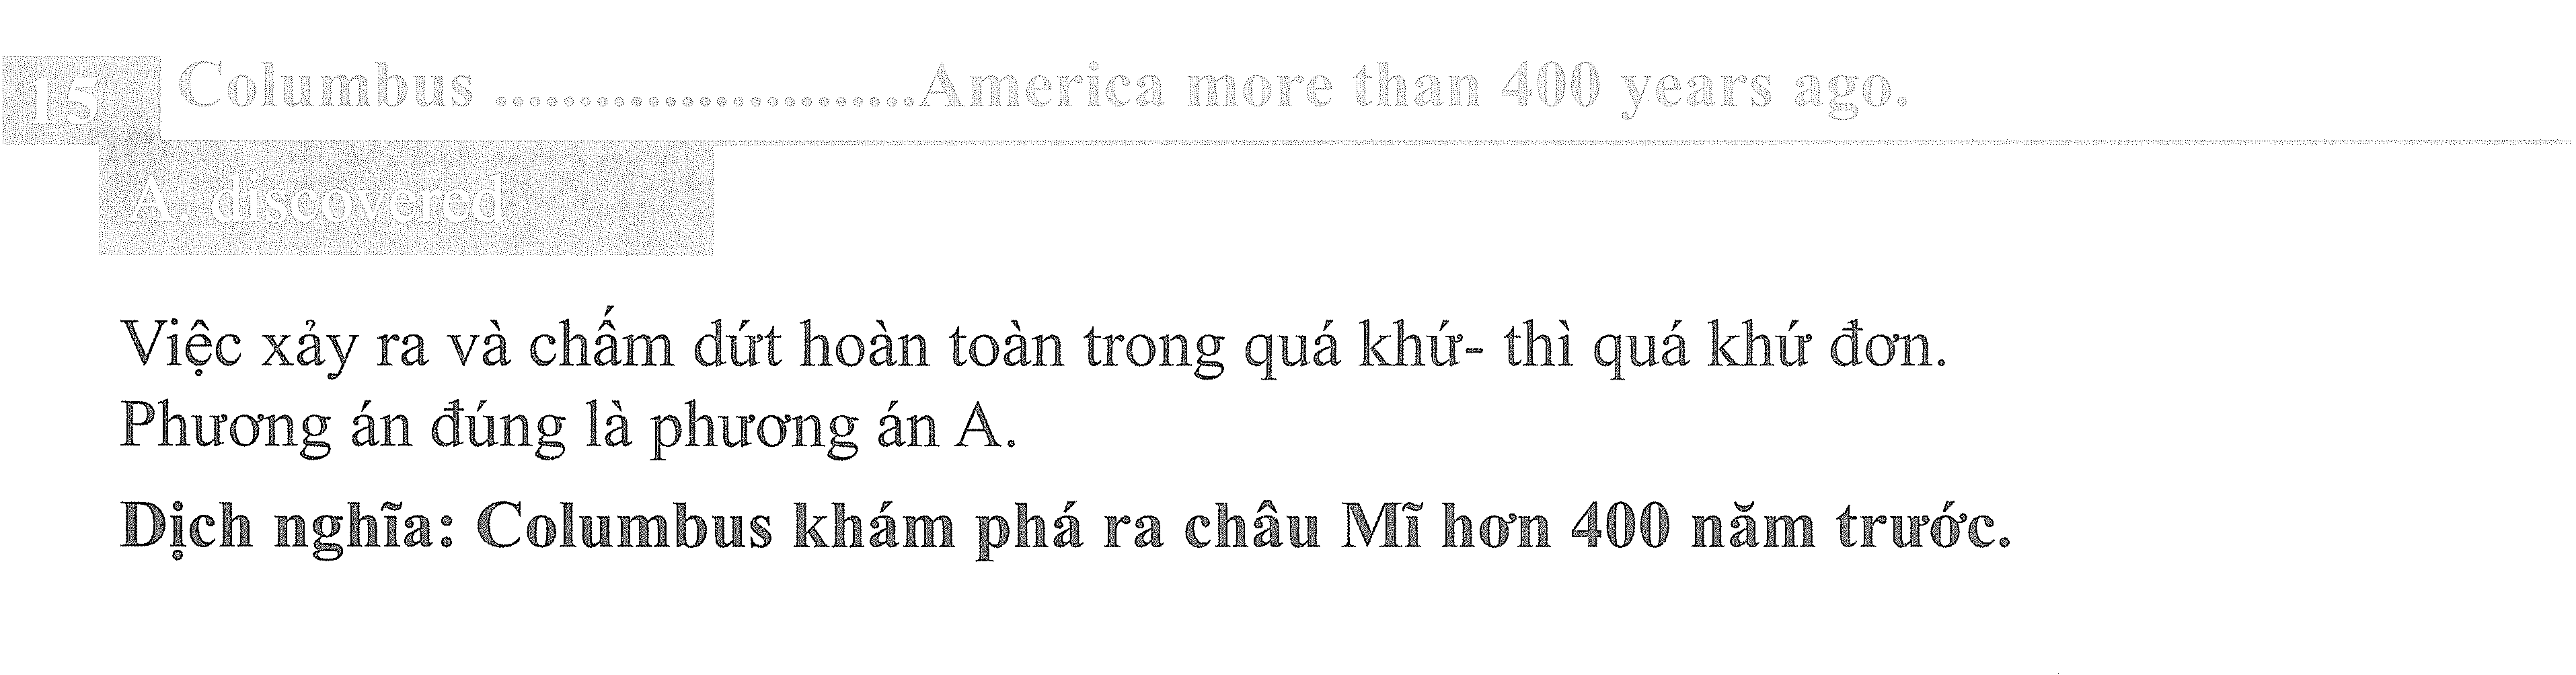 15 Columbus .........................America more than 400 years ago.
A. discovered
Việc xảy ra và chấm dứt hoàn toàn trong quá khứ- thì quá khứ đơn.
Phương án đúng là phương án A.
Dịch nghĩa: Columbus khám phá ra châu Mĩ hơn 400 năm trước.